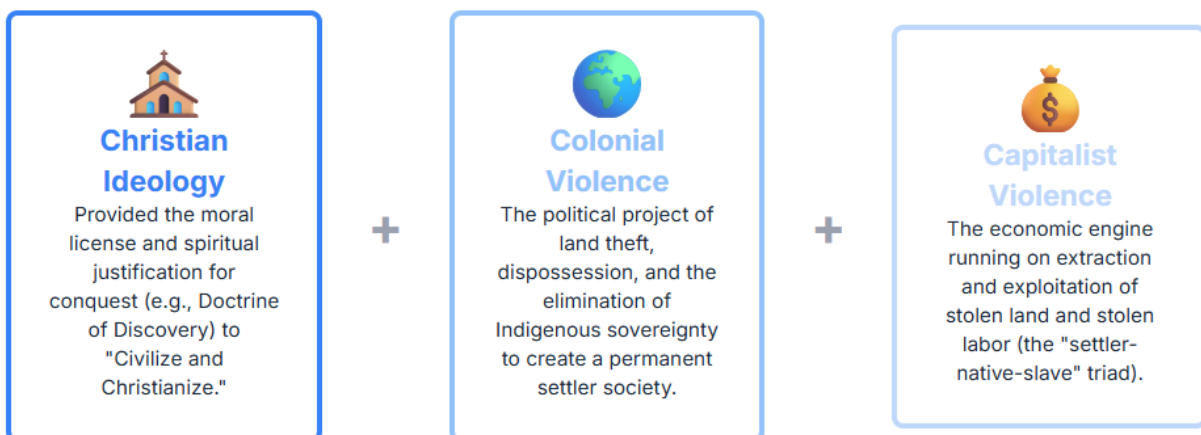 Christian
Ideology
Provided the moral
license and spiritual
justification for
conquest (e.g., Doctrine
of Discovery) to
"Civilize and
Christianize."
+
Colonial
Violence
The political project of
land theft,
dispossession, and the
elimination of
Indigenous sovereignty
to create a permanent
settler society.
+
$
Capitalist
Violence
The economic engine
running on extraction
and exploitation of
stolen land and stolen
labor (the "settler-
native-slave" triad).